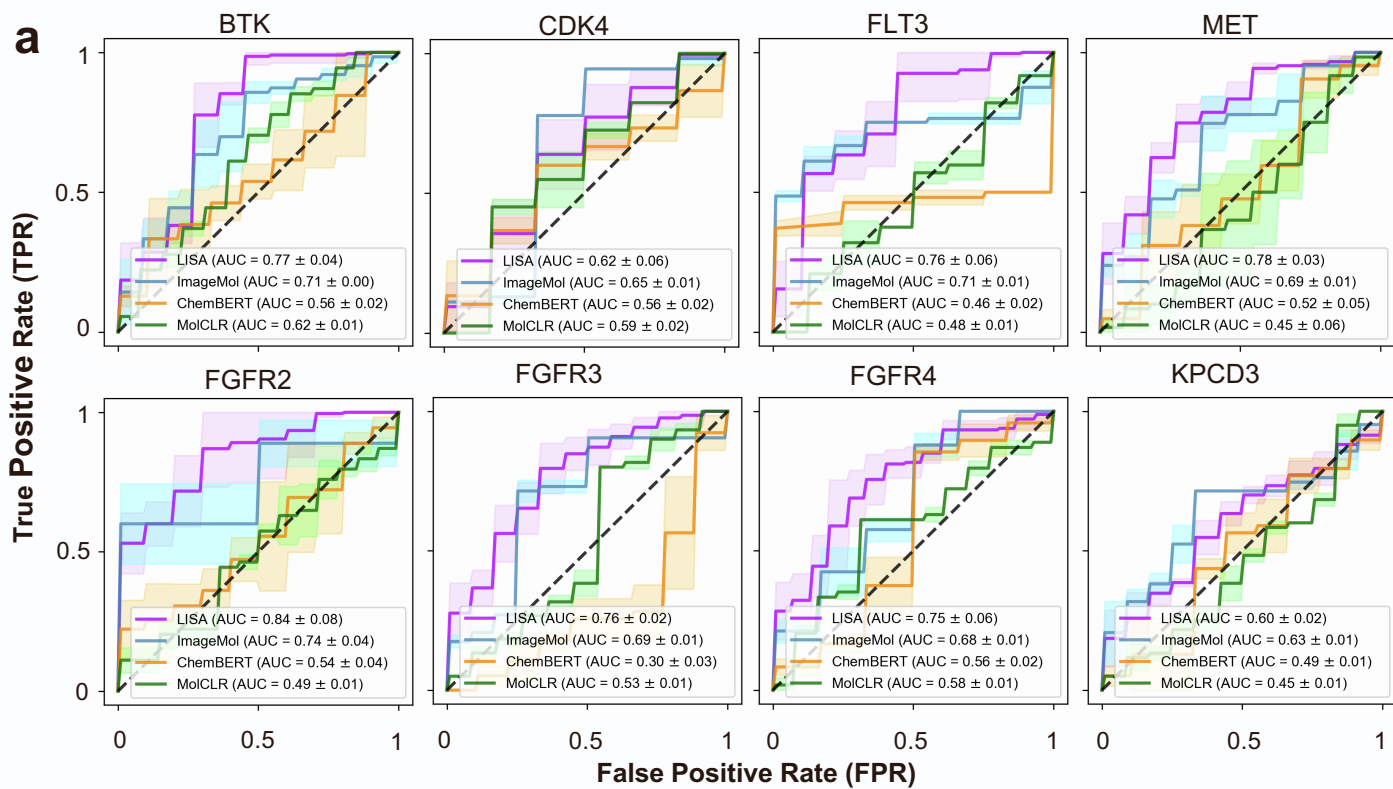 a
BTK
CDK4
FLT3
MET
True Positive Rate (TPR)
1
0.5
0
LISA (AUC = 0.77 ± 0.04)
ImageMol (AUC = 0.71 ± 0.00)
ChemBERT (AUC = 0.56 ± 0.02)
MolCLR (AUC = 0.62 ± 0.01)
LISA (AUC = 0.62 ± 0.06)
ImageMol (AUC = 0.65 ± 0.01)
ChemBERT (AUC = 0.56 ± 0.02)
MolCLR (AUC = 0.59 ± 0.02)
LISA (AUC = 0.76 ± 0.06)
ImageMol (AUC = 0.71 ± 0.01)
ChemBERT (AUC = 0.46 ± 0.02)
MolCLR (AUC = 0.48 ± 0.01)
LISA (AUC = 0.78 ± 0.03)
ImageMol (AUC = 0.69 ± 0.01)
ChemBERT (AUC = 0.52 ± 0.05)
MolCLR (AUC = 0.45 ± 0.06)
FGFR2
FGFR3
FGFR4
KPCD3
1
0.5
0
LISA (AUC = 0.84 ± 0.08)
ImageMol (AUC = 0.74 ± 0.04)
ChemBERT (AUC = 0.54 ± 0.04)
MolCLR (AUC = 0.49 ± 0.01)
LISA (AUC = 0.76 ± 0.02)
ImageMol (AUC = 0.69 ± 0.01)
ChemBERT (AUC = 0.30 ± 0.03)
MolCLR (AUC = 0.53 ± 0.01)
LISA (AUC = 0.75 ± 0.06)
ImageMol (AUC = 0.68 ± 0.01)
ChemBERT (AUC = 0.56 ± 0.02)
MolCLR (AUC = 0.58 ± 0.01)
LISA (AUC = 0.60 ± 0.02)
ImageMol (AUC = 0.63 ± 0.01)
ChemBERT (AUC = 0.49 ± 0.01)
MolCLR (AUC = 0.45 ± 0.01)
0 0.5 1
0 0.5 1
0 0.5 1
0 0.5 1
False Positive Rate (FPR)